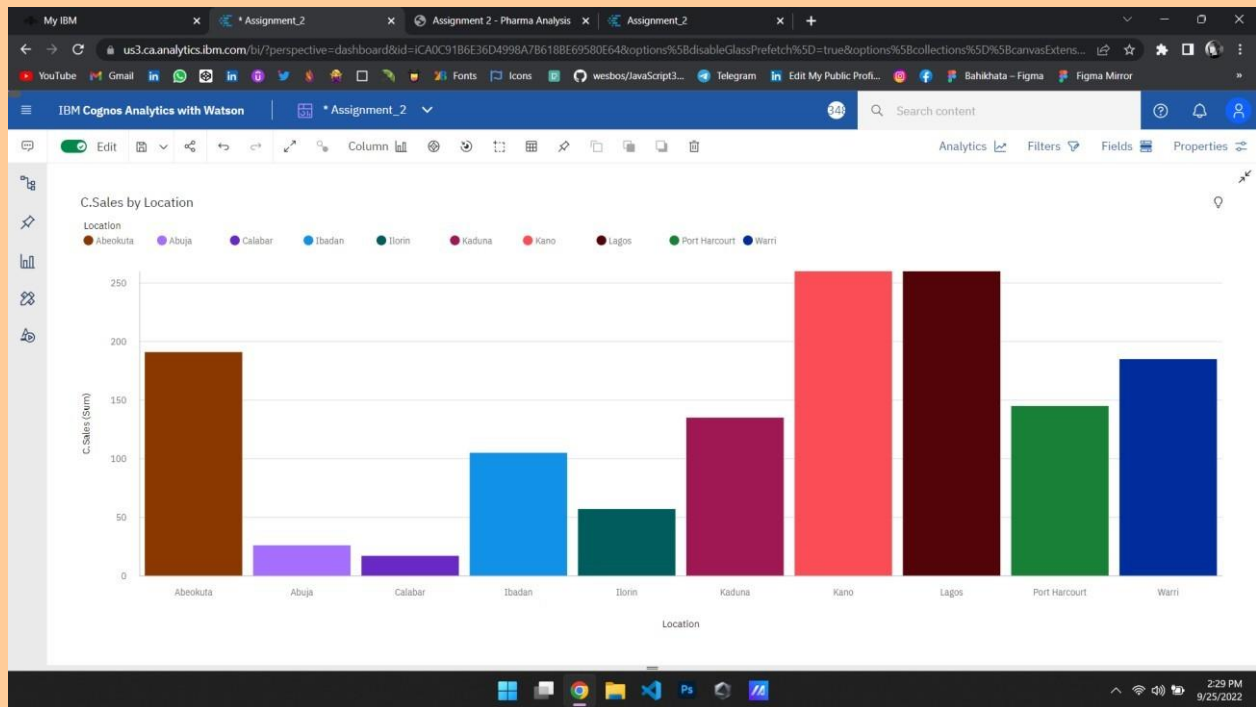 My IBM
* Assignment_2
Assignment 2 - Pharma Analysis
Assignment_2
us3.ca.analytics.ibm.com/bi/?perspective=dashboard&id=iCA0C91B6E36D4998A7B618BE69580E64&options%5BdisableGlassPrefetch%5D=true&options%5Bcollections%5D%5BcanvasExtens...
YouTube Gmail Fonts Icons wesbos/JavaScript3... Telegram Edit My Public Profi... Bahikhata – Figma Figma Mirror »
IBM Cognos Analytics with Watson * Assignment_2 Search content
Edit Column Analytics Filters Fields Properties
C.Sales by Location
Location
Abeokuta Abuja Calabar Ibadan Ilorin Kaduna Kano Lagos Port Harcourt Warri
250
200
150
100
50
0
C.Sales (Sum)
Abeokuta Abuja Calabar Ibadan Ilorin Kaduna Kano Lagos Port Harcourt Warri
Location
Ps
2:29 PM
9/25/2022